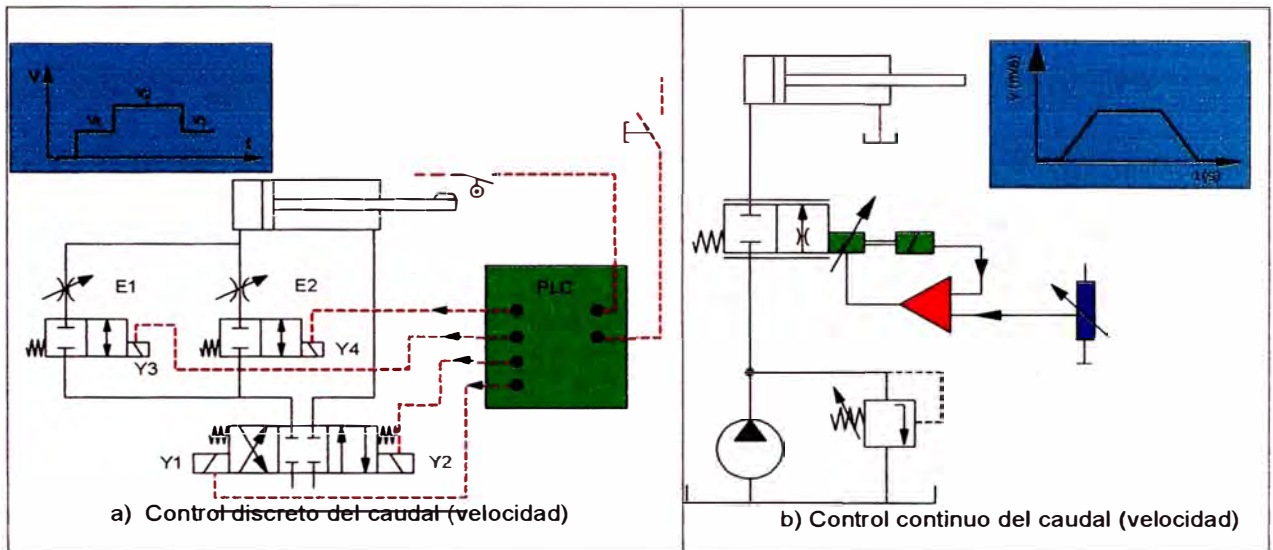 V
t
E1
E2
PLC
Y3
Y4
Y1
Y2
a) Control discreto del caudal (velocidad)
V (m/s)
t (s)
b) Control continuo del caudal (velocidad)